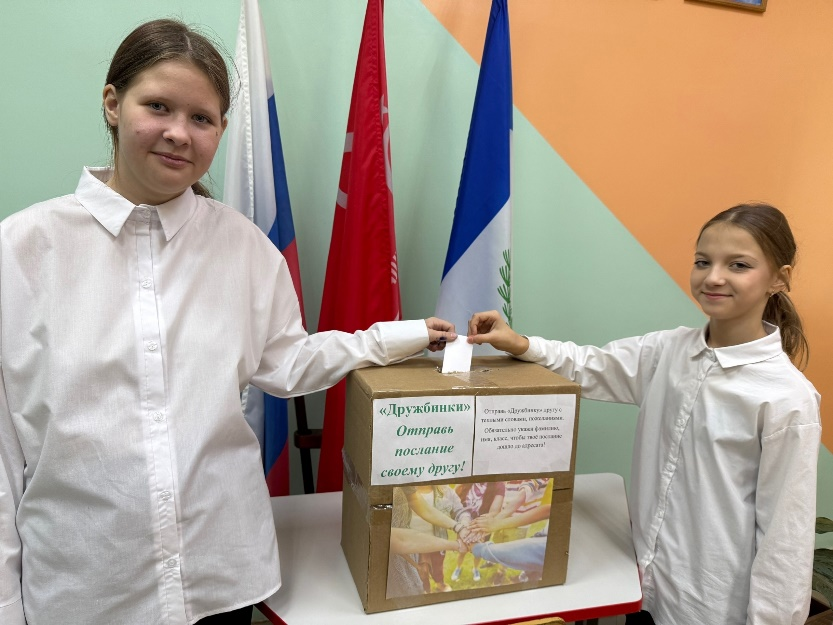 «Дружбинки»
Отправь
послание
своему другу!
Отправь «Дружбинки» другу с
теплыми словами, пожеланиями.
Обязательно укажи фамилию,
имя, класс, чтобы твое послание
дошло до адресата!